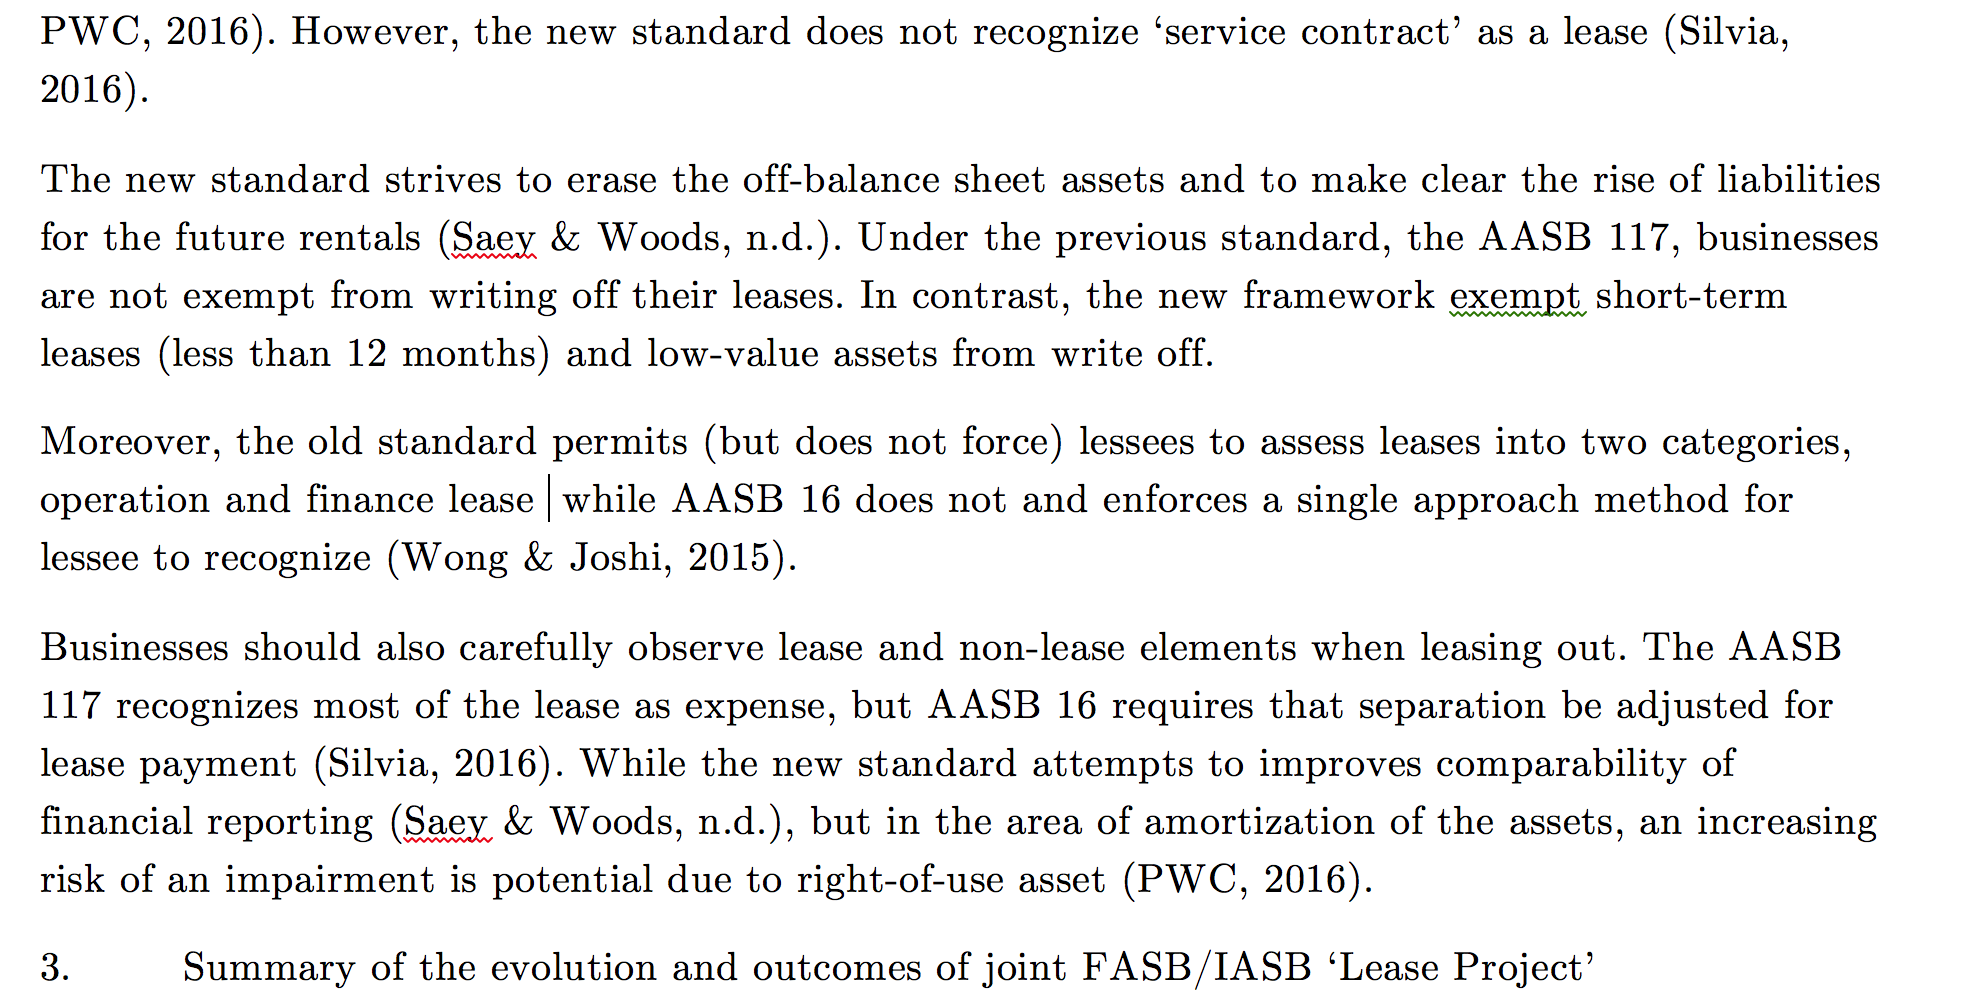 PWC, 2016). However, the new standard does not recognize ‘service contract’ as a lease (Silvia,
2016).
The new standard strives to erase the off-balance sheet assets and to make clear the rise of liabilities
for the future rentals (Saey & Woods, n.d.). Under the previous standard, the AASB 117, businesses
are not exempt from writing off their leases. In contrast, the new framework exempt short-term
leases (less than 12 months) and low-value assets from write off.
Moreover, the old standard permits (but does not force) lessees to assess leases into two categories,
operation and finance lease while AASB 16 does not and enforces a single approach method for
lessee to recognize (Wong & Joshi, 2015).
Businesses should also carefully observe lease and non-lease elements when leasing out. The AASB
117 recognizes most of the lease as expense, but AASB 16 requires that separation be adjusted for
lease payment (Silvia, 2016). While the new standard attempts to improves comparability of
financial reporting (Saey & Woods, n.d.), but in the area of amortization of the assets, an increasing
risk of an impairment is potential due to right-of-use asset (PWC, 2016).
3. Summary of the evolution and outcomes of joint FASB/IASB ‘Lease Project’